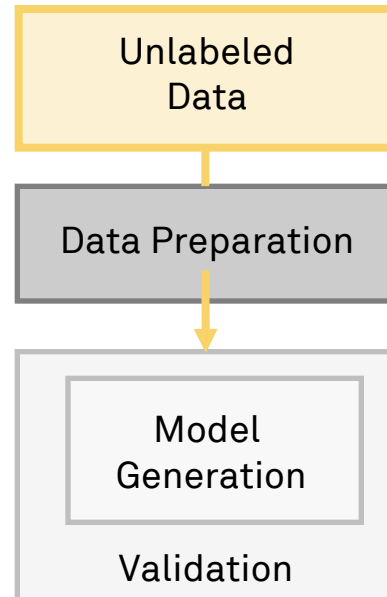 Unlabeled
Data
Data Preparation
Model
Generation
Validation